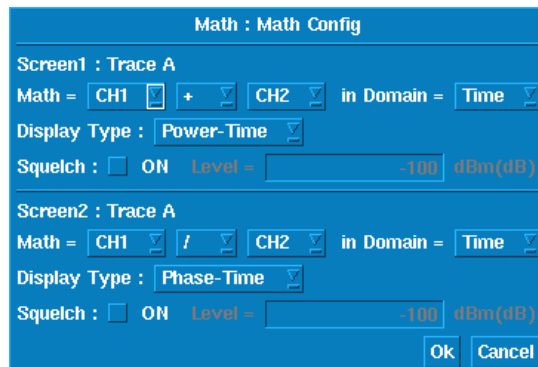 Math : Math Config
Screen1 : Trace A
Math = CH1 + CH2 in Domain = Time
Display Type : Power-Time
Squelch : ON Level = -100 dBm(dB)
Screen2 : Trace A
Math = CH1 / CH2 in Domain = Time
Display Type : Phase-Time
Squelch : ON Level = -100 dBm(dB)
Ok Cancel